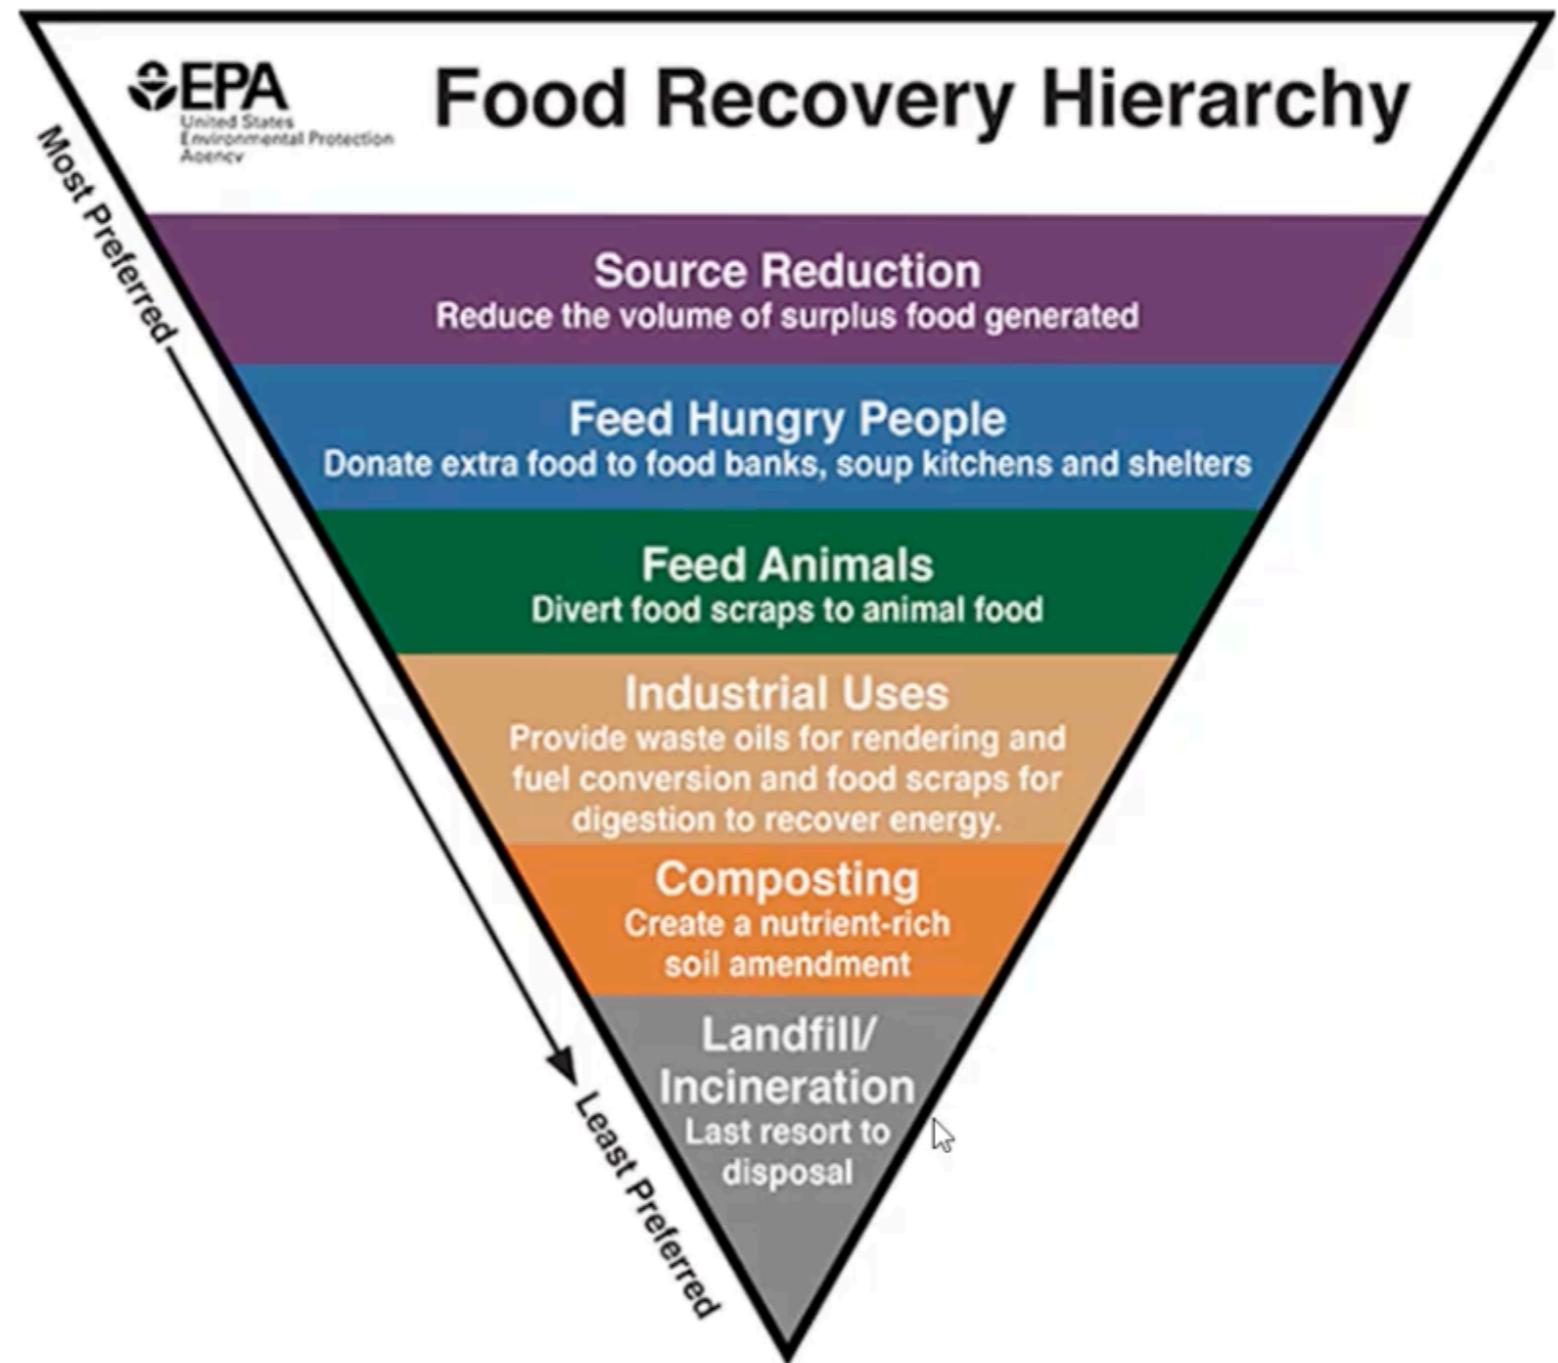 EPA
United States
Environmental Protection
Agency
Food Recovery Hierarchy
Most Preferred
Source Reduction
Reduce the volume of surplus food generated
Feed Hungry People
Donate extra food to food banks, soup kitchens and shelters
Feed Animals
Divert food scraps to animal food
Industrial Uses
Provide waste oils for rendering and
fuel conversion and food scraps for
digestion to recover energy.
Composting
Create a nutrient-rich
soil amendment
Landfill/
Incineration
Last resort to
disposal
Least Preferred